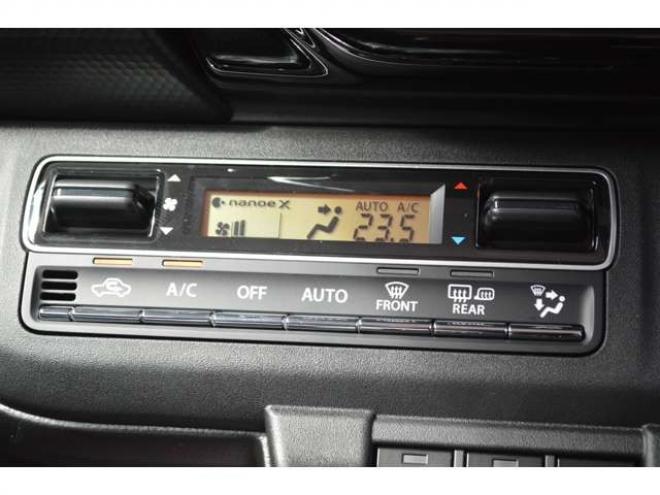 nanoe X
AUTO A/C
23.5
A/C OFF AUTO FRONT REAR